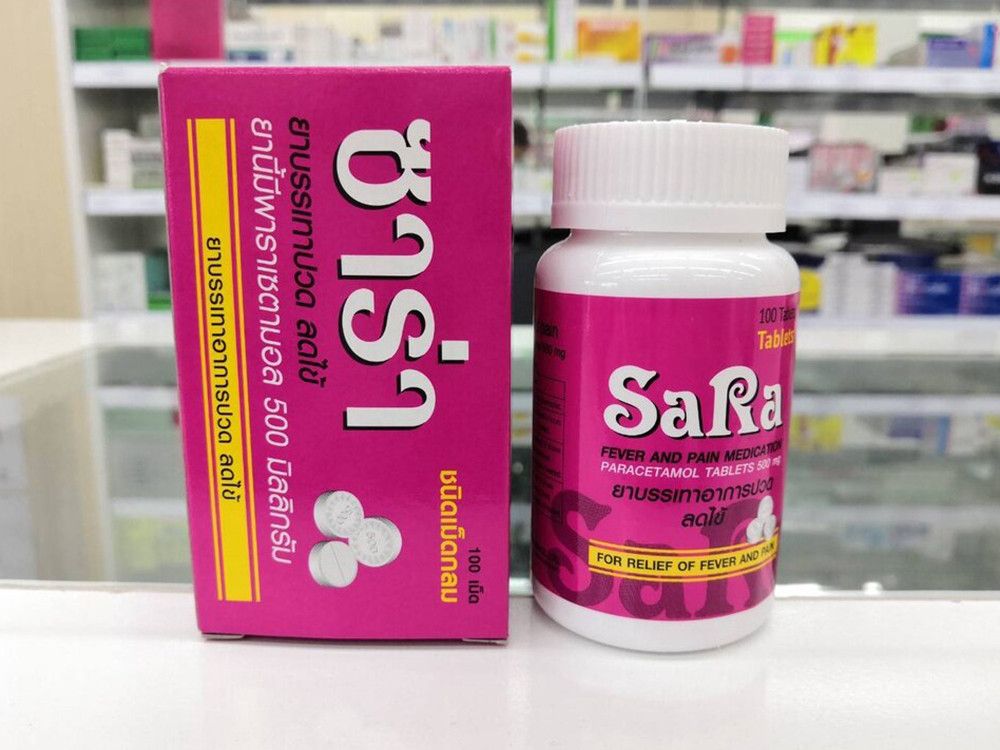 ซาร่า
ยาบรรเทาปวด ลดไข้
ยานี้มีพาราเซตามอล 500 มิลลิกรัม
ยาบรรเทาอาการปวด ลดไข้
ชนิดเม็ดกลม
100 เม็ด
100 Tablets
Tablets
SaRa
FEVER AND PAIN MEDICATION
PARACETAMOL TABLETS 500 mg
ยาบรรเทาอาการปวด
ลดไข้
FOR RELIEF OF FEVER AND PAIN
SaRa